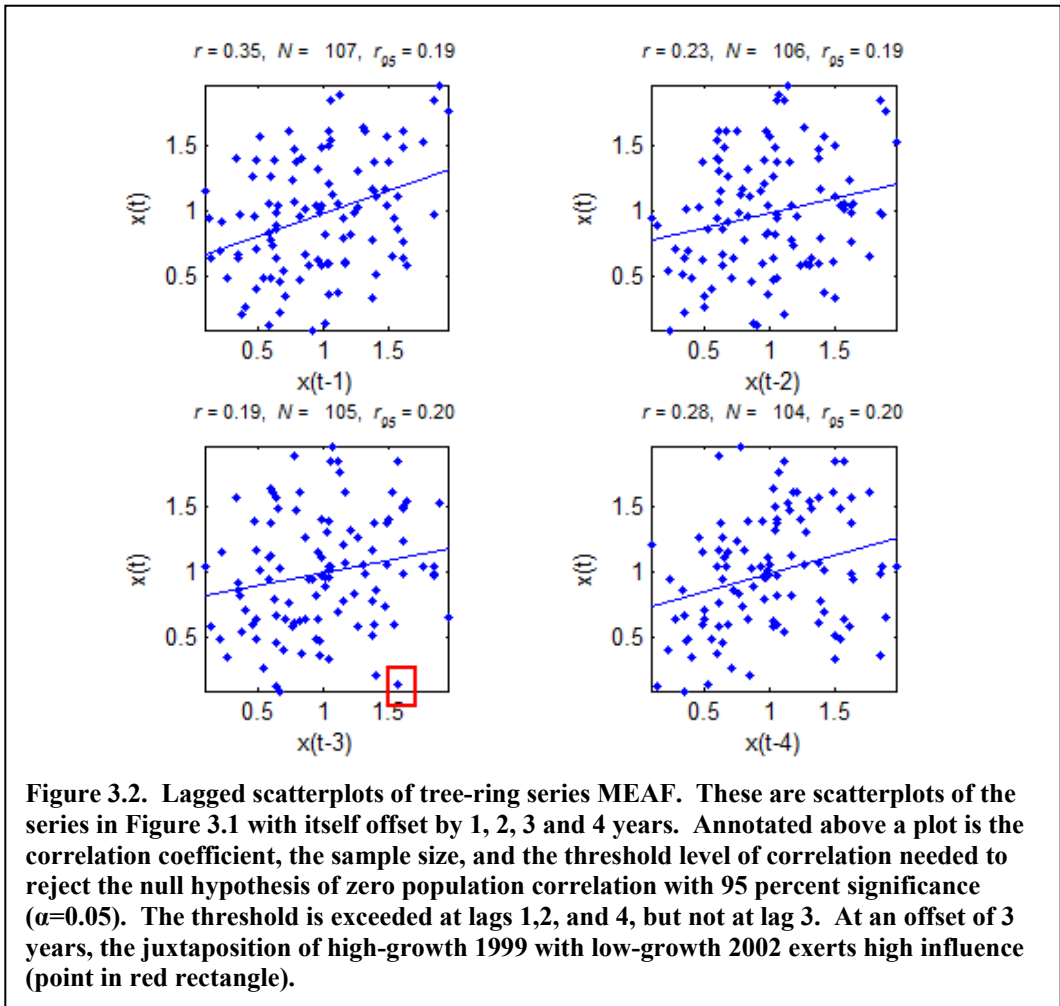 r = 0.35, N = 107, r95 = 0.19
x(t)
1.5
1
0.5
0.5 1 1.5
x(t-1)
r = 0.23, N = 106, r95 = 0.19
x(t)
1.5
1
0.5
0.5 1 1.5
x(t-2)
r = 0.19, N = 105, r95 = 0.20
x(t)
1.5
1
0.5
0.5 1 1.5
x(t-3)
r = 0.28, N = 104, r95 = 0.20
x(t)
1.5
1
0.5
0.5 1 1.5
x(t-4)
Figure 3.2. Lagged scatterplots of tree-ring series MEAF. These are scatterplots of the
series in Figure 3.1 with itself offset by 1, 2, 3 and 4 years. Annotated above a plot is the
correlation coefficient, the sample size, and the threshold level of correlation needed to
reject the null hypothesis of zero population correlation with 95 percent significance
(α=0.05). The threshold is exceeded at lags 1,2, and 4, but not at lag 3. At an offset of 3
years, the juxtaposition of high-growth 1999 with low-growth 2002 exerts high influence
(point in red rectangle).